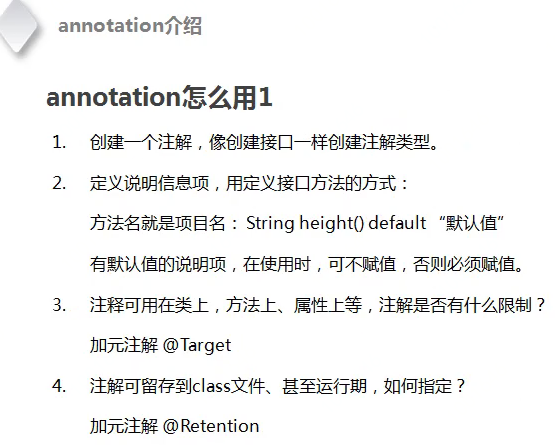 annotation介绍
annotation怎么用1
1. 创建一个注解，像创建接口一样创建注解类型。
2. 定义说明信息项，用定义接口方法的方式：
方法名就是项目名： String height() default “默认值”
有默认值的说明项，在使用时，可不赋值，否则必须赋值。
3. 注释可用在类上，方法上、属性上等，注解是否有什么限制？
加元注解 @Target
4. 注解可留存到class文件、甚至运行期，如何指定？
加元注解 @Retention